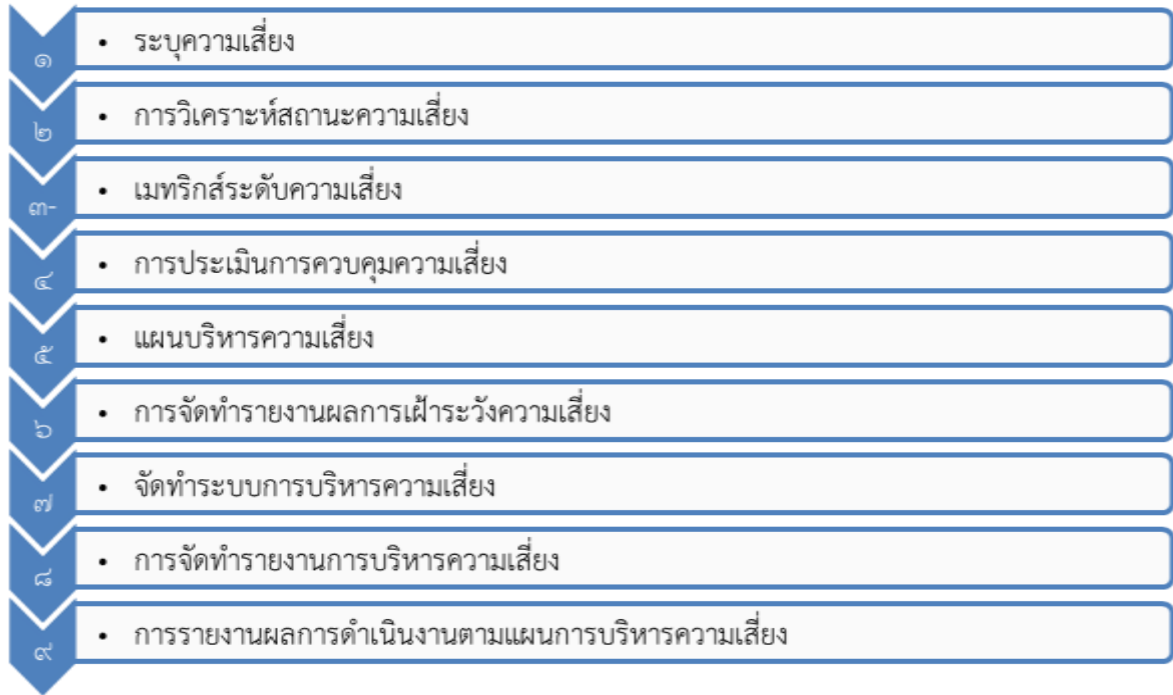 ๑ • ระบุความเสี่ยง
๒ • การวิเคราะห์สถานะความเสี่ยง
๓- • เมทริกส์ระดับความเสี่ยง
๔ • การประเมินการควบคุมความเสี่ยง
๕ • แผนบริหารความเสี่ยง
๖ • การจัดทำรายงานผลการเฝ้าระวังความเสี่ยง
๗ • จัดทำระบบการบริหารความเสี่ยง
๘ • การจัดทำรายงานการบริหารความเสี่ยง
๙ • การรายงานผลการดำเนินงานตามแผนการบริหารความเสี่ยง